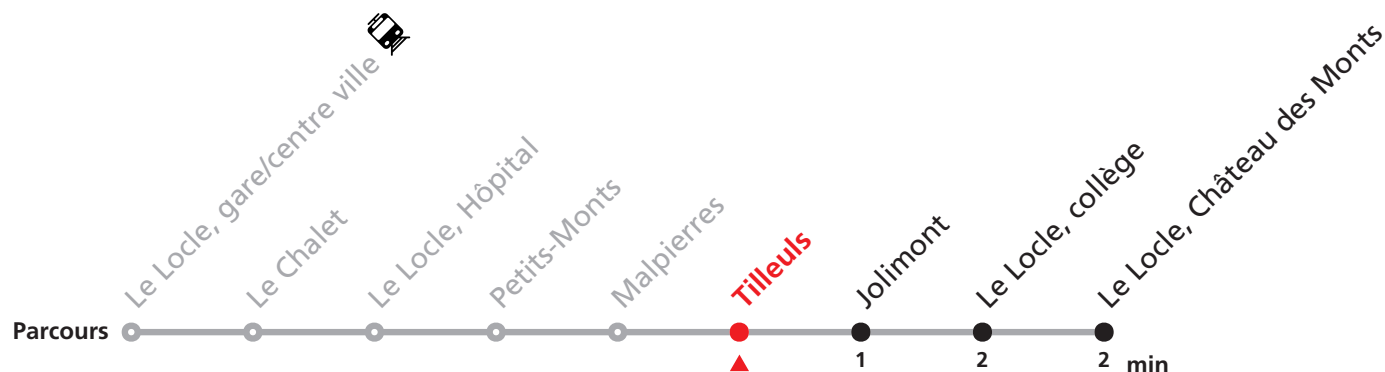 Le Locle, gare/centre ville
Le Chalet
Le Locle, Hôpital
Petits-Monts
Malpierres
Tilleuls
Jolimont
Le Locle, collège
Le Locle, Château des Monts
Parcours
1
2
2
min